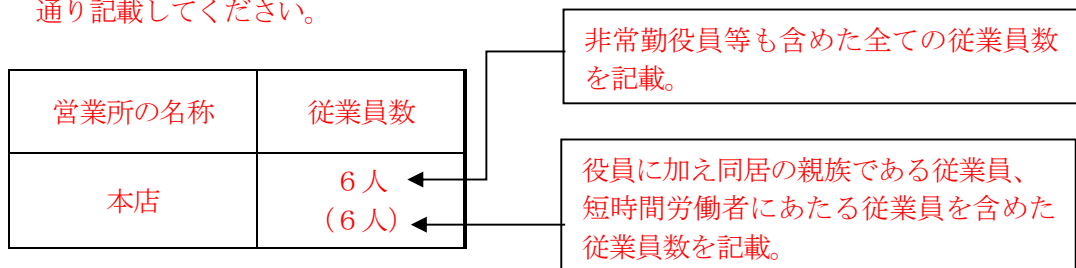 通り記載してください。
非常勤役員等も含めた全ての従業員数
を記載。
営業所の名称 従業員数
本店 6人
（6人）
役員に加え同居の親族である従業員、
短時間労働者にあたる従業員を含めた
従業員数を記載。